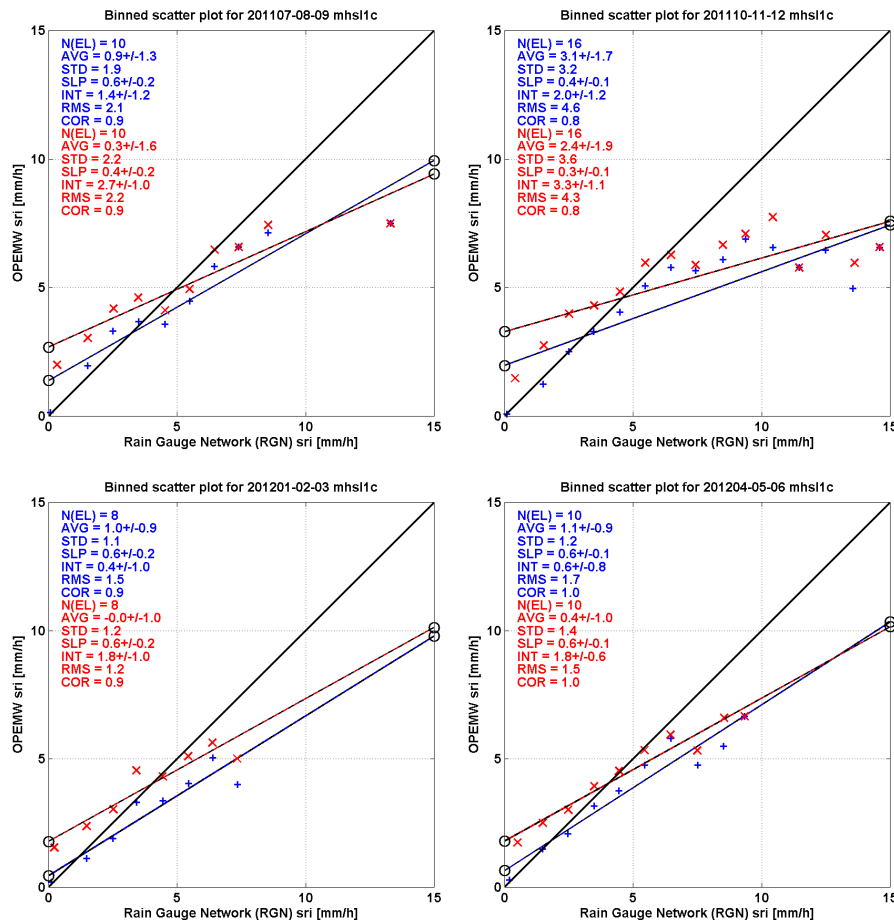 Binned scatter plot for 201107-08-09 mhsl1c
N(EL) = 10
AVG = 0.9+/-1.3
STD = 1.9
SLP = 0.6+/-0.2
INT = 1.4+/-1.2
RMS = 2.1
COR = 0.9
N(EL) = 10
AVG = 0.3+/-1.6
STD = 2.2
SLP = 0.4+/-0.2
INT = 2.7+/-1.0
RMS = 2.2
COR = 0.9
OPEMW sri [mm/h]
15
10
5
0
0
5
10
15
Rain Gauge Network (RGN) sri [mm/h]
Binned scatter plot for 201110-11-12 mhsl1c
N(EL) = 16
AVG = 3.1+/-1.7
STD = 3.2
SLP = 0.4+/-0.1
INT = 2.0+/-1.2
RMS = 4.6
COR = 0.8
N(EL) = 16
AVG = 2.4+/-1.9
STD = 3.6
SLP = 0.3+/-0.1
INT = 3.3+/-1.1
RMS = 4.3
COR = 0.8
OPEMW sri [mm/h]
15
10
5
0
0
5
10
15
Rain Gauge Network (RGN) sri [mm/h]
Binned scatter plot for 201201-02-03 mhsl1c
N(EL) = 8
AVG = 1.0+/-0.9
STD = 1.1
SLP = 0.6+/-0.2
INT = 0.4+/-1.0
RMS = 1.5
COR = 0.9
N(EL) = 8
AVG = -0.0+/-1.0
STD = 1.2
SLP = 0.6+/-0.2
INT = 1.8+/-1.0
RMS = 1.2
COR = 0.9
OPEMW sri [mm/h]
15
10
5
0
0
5
10
15
Rain Gauge Network (RGN) sri [mm/h]
Binned scatter plot for 201204-05-06 mhsl1c
N(EL) = 10
AVG = 1.1+/-0.9
STD = 1.2
SLP = 0.6+/-0.1
INT = 0.6+/-0.8
RMS = 1.7
COR = 1.0
N(EL) = 10
AVG = 0.4+/-1.0
STD = 1.4
SLP = 0.6+/-0.1
INT = 1.8+/-0.6
RMS = 1.5
COR = 1.0
OPEMW sri [mm/h]
15
10
5
0
0
5
10
15
Rain Gauge Network (RGN) sri [mm/h]